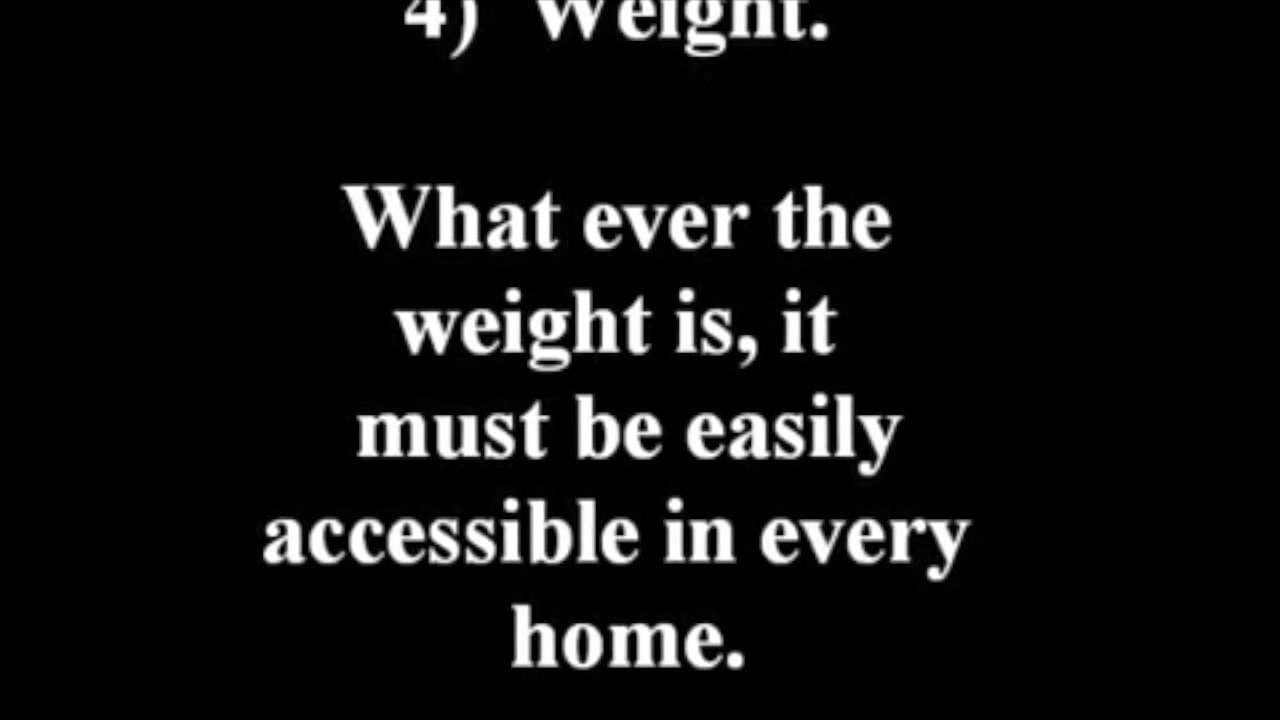 4) Weight.
What ever the
weight is, it
must be easily
accessible in every
home.